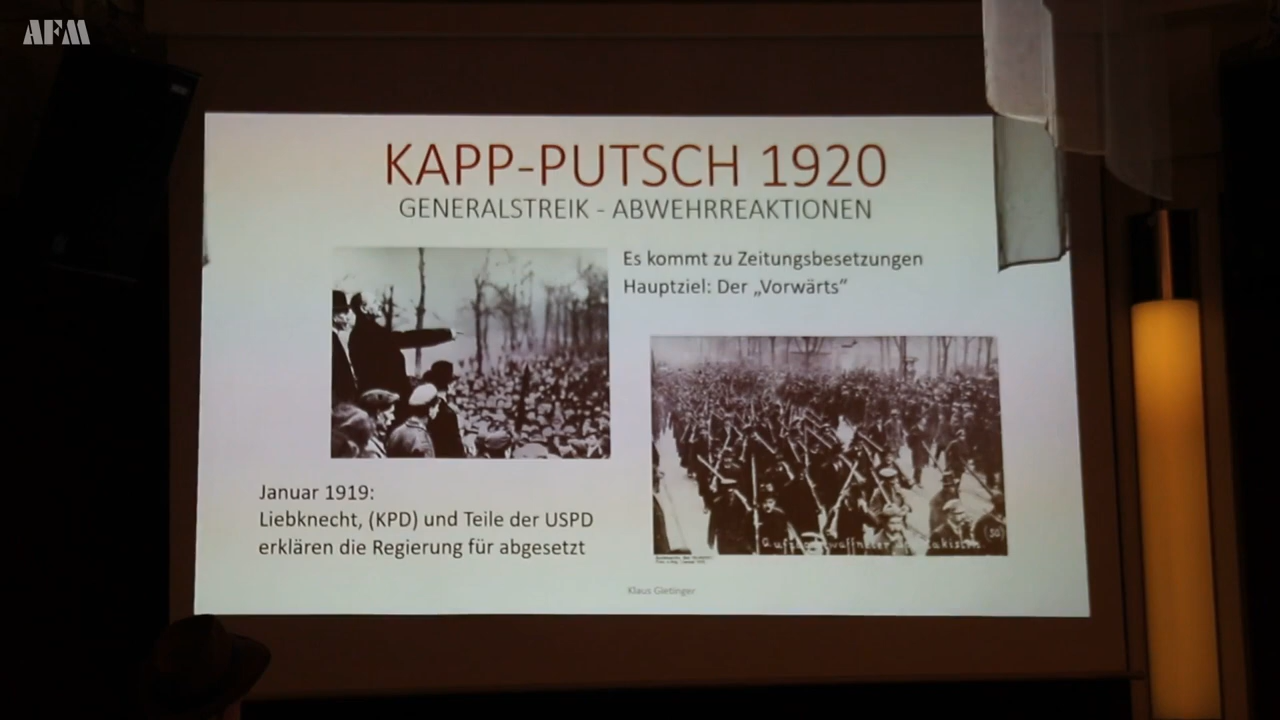 AFM
KAPP-PUTSCH 1920
GENERALSTREIK - ABWEHRREAKTIONEN
Es kommt zu Zeitungsbesetzungen
Hauptziel: Der „Vorwärts“
Januar 1919:
Liebknecht, (KPD) und Teile der USPD
erklären die Regierung für abgesetzt
Klaus Gietinger